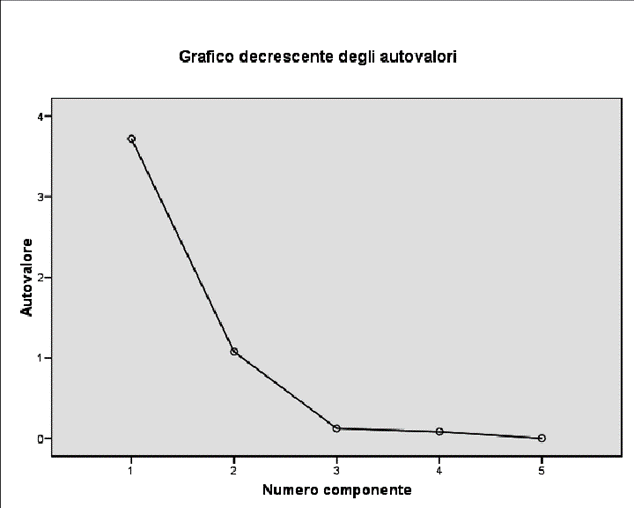 Grafico decrescente degli autovalori
4
3
2
1
0
Autovalore
1 2 3 4 5
Numero componente